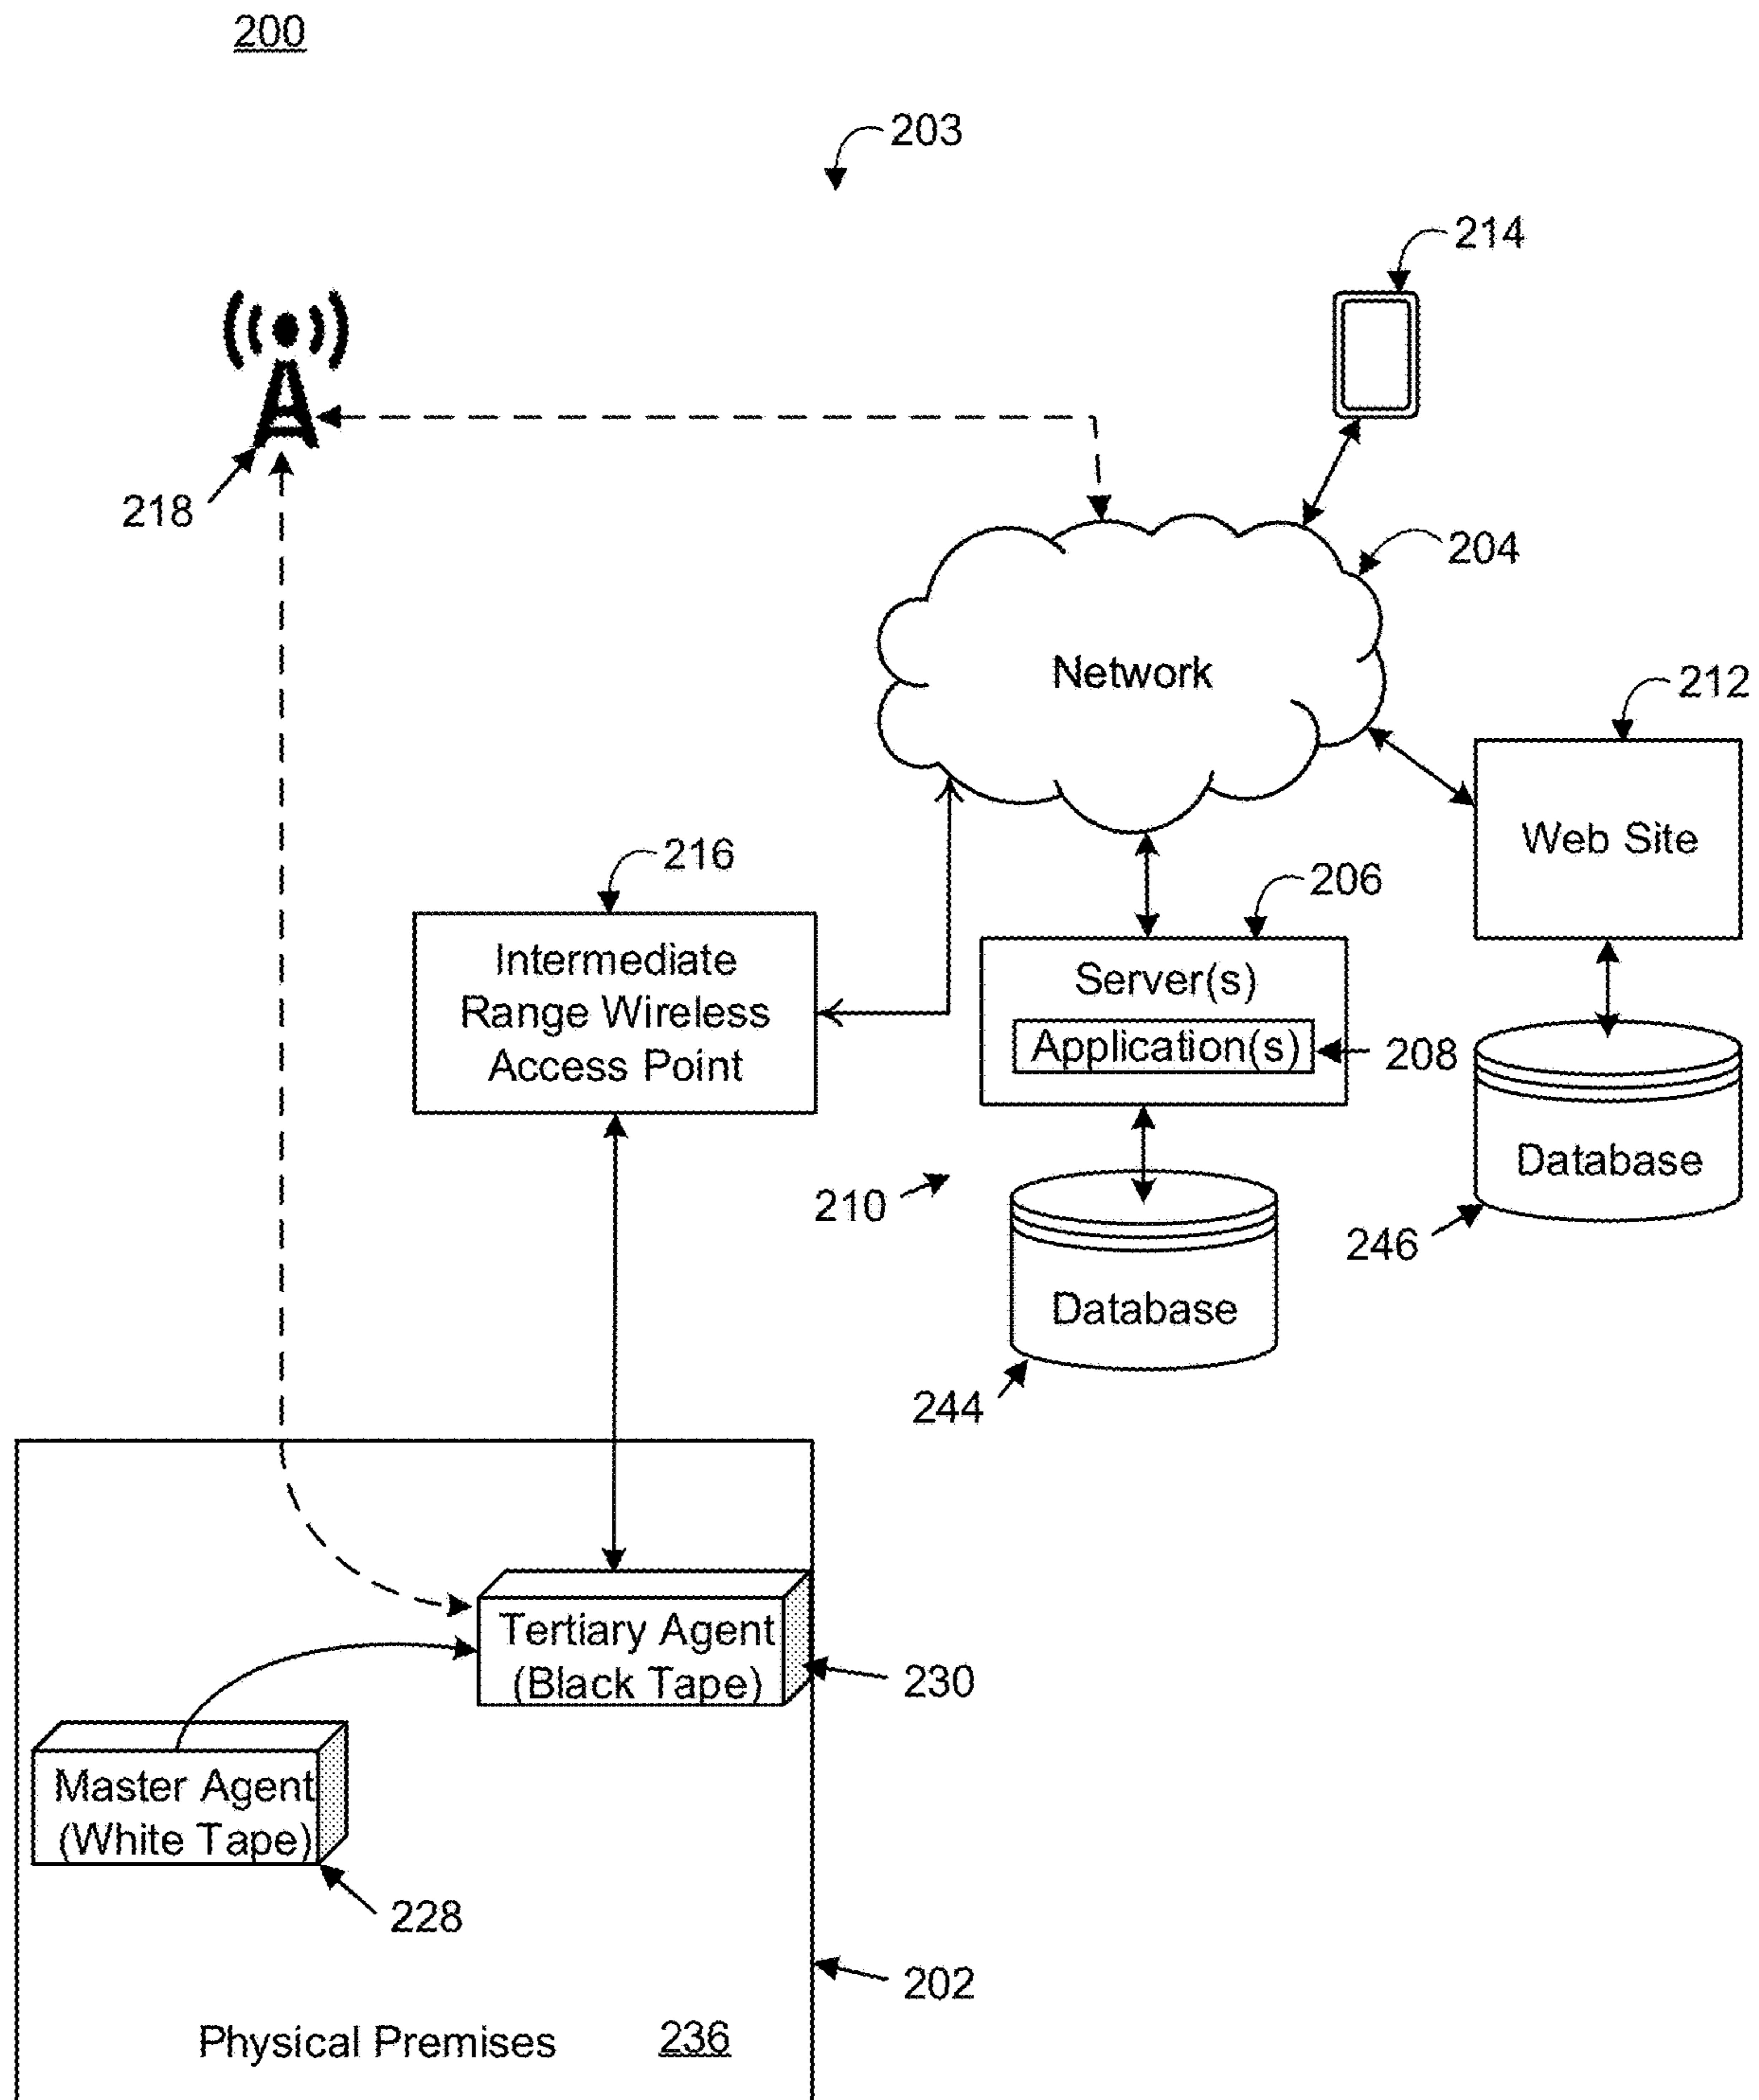 200
203
214
218
204
Network
212
Web Site
216
Intermediate
Range Wireless
Access Point
206
Server(s)
Application(s)
208
210
Database
246
Database
244
Tertiary Agent
(Black Tape)
230
Master Agent
(White Tape)
228
202
Physical Premises 236